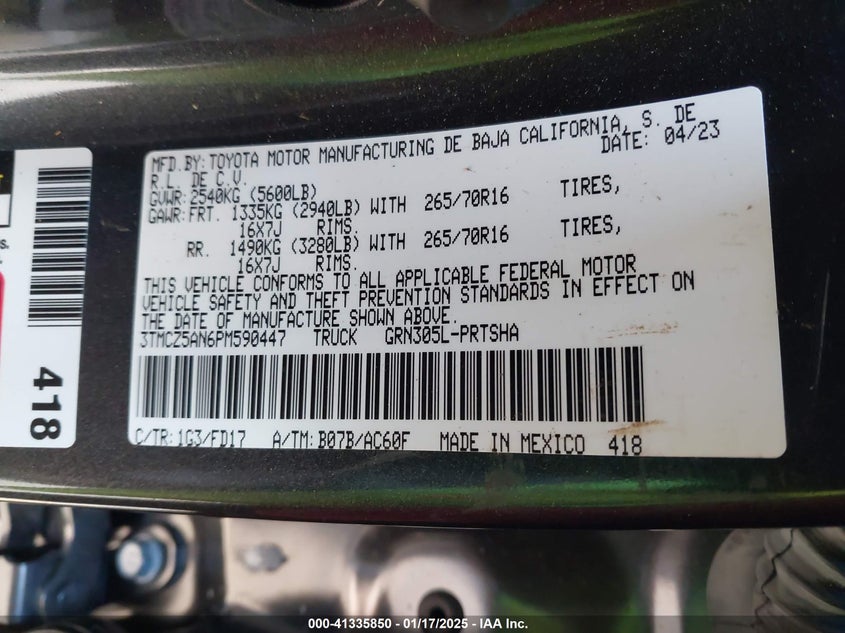 MFD.BY:TOYOTA MOTOR MANUFACTURING DE BAJA CALIFORNIA, S. DE
R.L. DE C.V. DATE: 04/23
GVWR:2540KG (5600LB)
GAWR:FRT. 1335KG (2940LB) WITH 265/70R16 TIRES,
16X7J RIMS.
RR. 1490KG (3280LB) WITH 265/70R16 TIRES,
16X7J RIMS.
THIS VEHICLE CONFORMS TO ALL APPLICABLE FEDERAL MOTOR
VEHICLE SAFETY AND THEFT PREVENTION STANDARDS IN EFFECT ON
THE DATE OF MANUFACTURE SHOWN ABOVE.
3TMCZ5AN6PM590447 TRUCK GRN305L-PRTSHA
C/TR:1G3/FD17 A/TM:B07B/AC60F MADE IN MEXICO 418
418
000-41335850 — 01/17/2025 — IAA Inc.